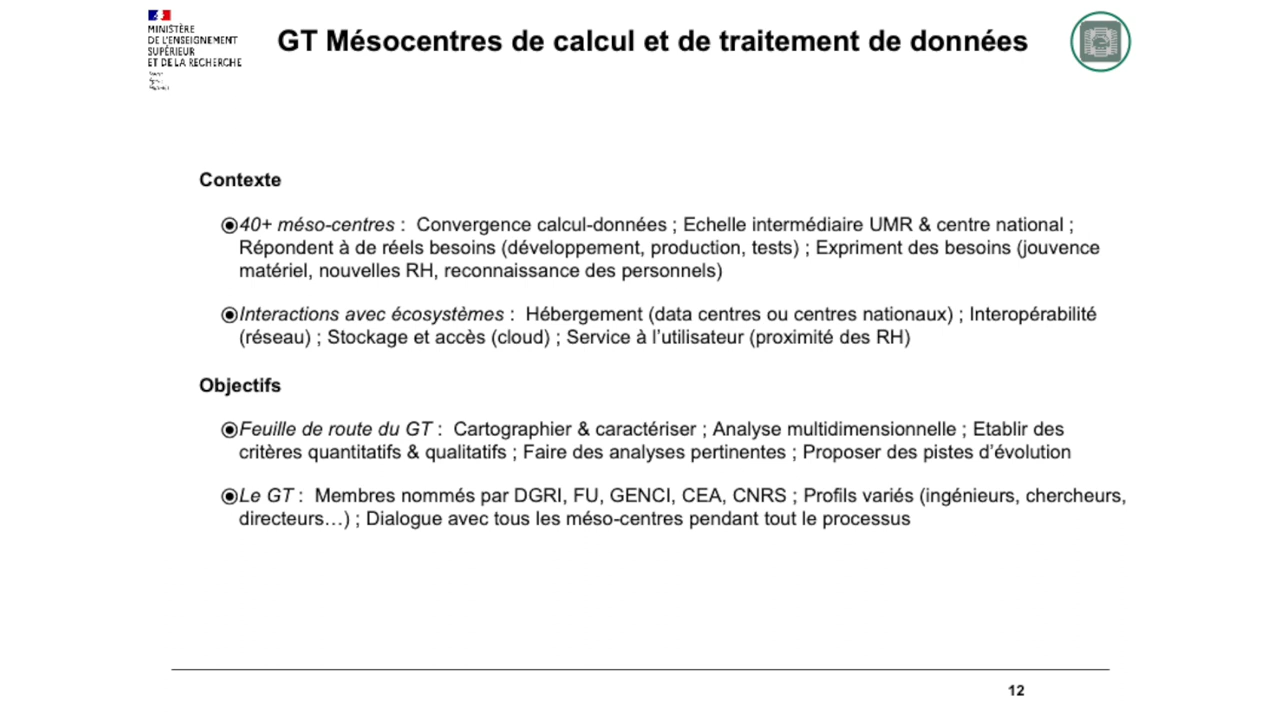 MINISTÈRE
DE L'ENSEIGNEMENT
SUPÉRIEUR
ET DE LA RECHERCHE
GT Mésocentres de calcul et de traitement de données
Contexte
40+ méso-centres : Convergence calcul-données ; Echelle intermédiaire UMR & centre national ;
Répondent à de réels besoins (développement, production, tests) ; Expriment des besoins (jouvence
matériel, nouvelles RH, reconnaissance des personnels)
Interactions avec écosystèmes : Hébergement (data centres ou centres nationaux) ; Interopérabilité
(réseau) ; Stockage et accès (cloud) ; Service à l'utilisateur (proximité des RH)
Objectifs
Feuille de route du GT : Cartographier & caractériser ; Analyse multidimensionnelle ; Etablir des
critères quantitatifs & qualitatifs ; Faire des analyses pertinentes ; Proposer des pistes d'évolution
Le GT : Membres nommés par DGRI, FU, GENCI, CEA, CNRS ; Profils variés (ingénieurs, chercheurs,
directeurs…) ; Dialogue avec tous les méso-centres pendant tout le processus
12